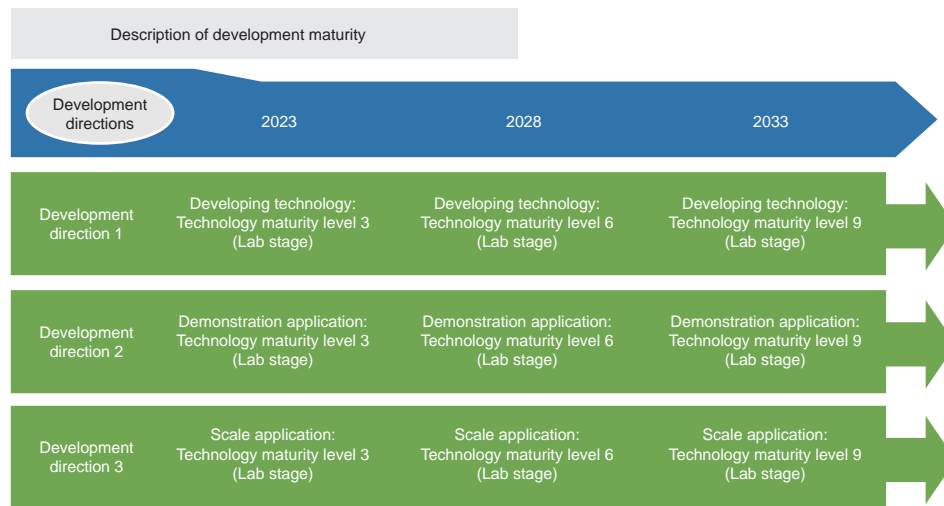 Description of development maturity
Development
directions
2023
2028
2033
Development
direction 1
Developing technology:
Technology maturity level 3
(Lab stage)
Developing technology:
Technology maturity level 6
(Lab stage)
Developing technology:
Technology maturity level 9
(Lab stage)
Development
direction 2
Demonstration application:
Technology maturity level 3
(Lab stage)
Demonstration application:
Technology maturity level 6
(Lab stage)
Demonstration application:
Technology maturity level 9
(Lab stage)
Development
direction 3
Scale application:
Technology maturity level 3
(Lab stage)
Scale application:
Technology maturity level 6
(Lab stage)
Scale application:
Technology maturity level 9
(Lab stage)